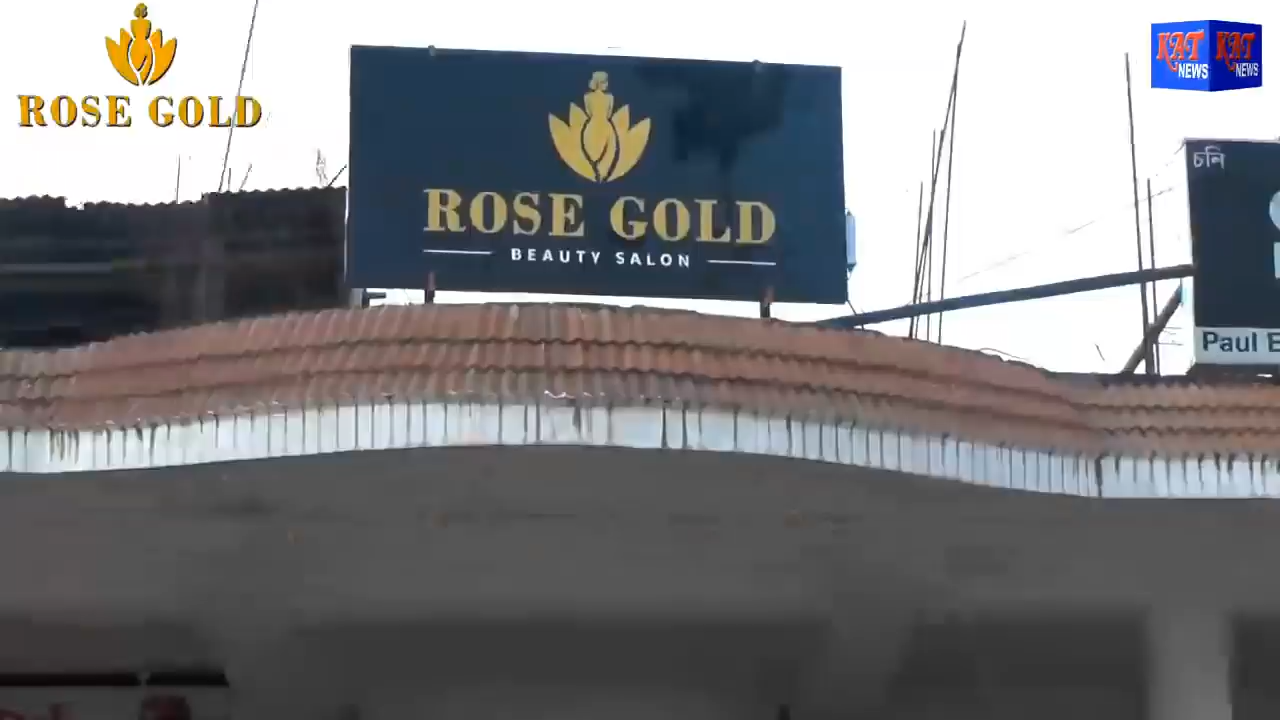 ROSE GOLD
KAT NEWS
KAT NEWS
ROSE GOLD
BEAUTY SALON
চনি
Paul E